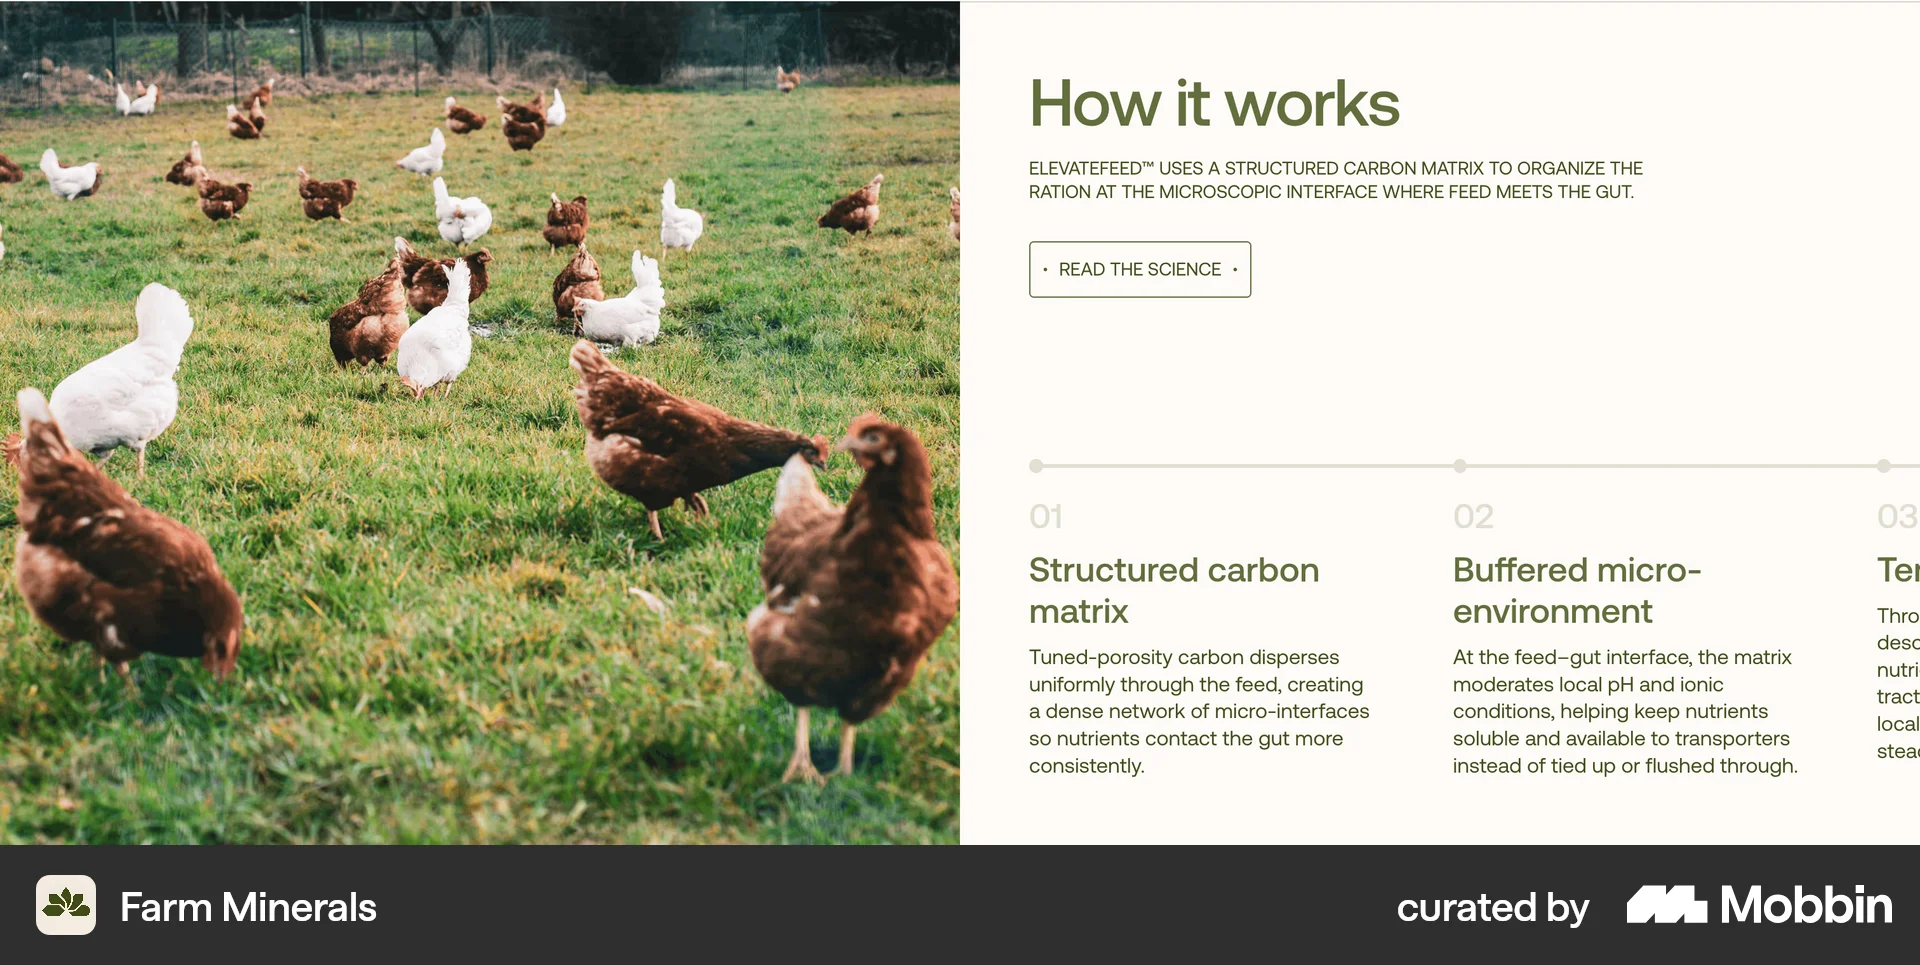 How it works
ELEVATEFEED™ USES A STRUCTURED CARBON MATRIX TO ORGANIZE THE
RATION AT THE MICROSCOPIC INTERFACE WHERE FEED MEETS THE GUT.
• READ THE SCIENCE •
01
Structured carbon
matrix
Tuned-porosity carbon disperses
uniformly through the feed, creating
a dense network of micro-interfaces
so nutrients contact the gut more
consistently.
02
Buffered micro-
environment
At the feed–gut interface, the matrix
moderates local pH and ionic
conditions, helping keep nutrients
soluble and available to transporters
instead of tied up or flushed through.
03
Farm Minerals
curated by Mobbin